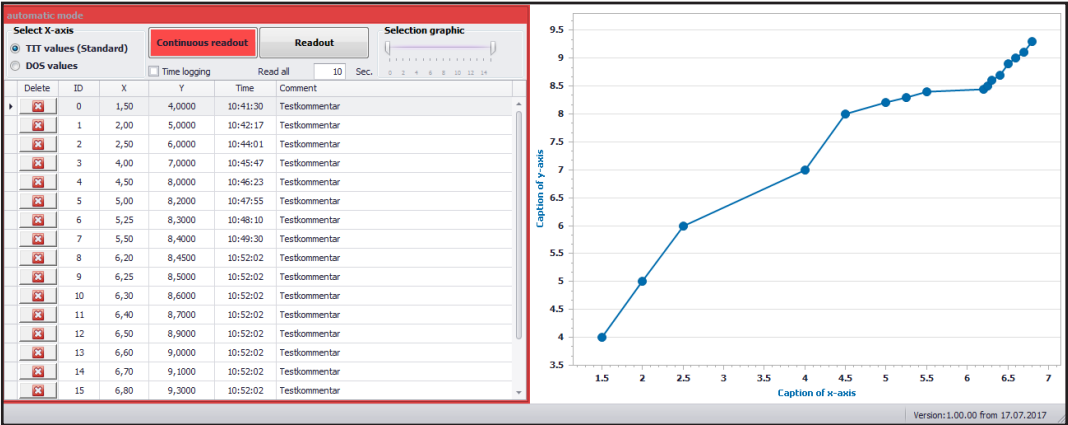 automatic mode
Select X-axis
TIT values (Standard)
DOS values
Continuous readout
Readout
Time logging
Read all 10 Sec.
Selection graphic
0 2 4 6 8 10 12 14
Delete ID X Y Time Comment
0 1,50 4,0000 10:41:30 Testkommentar
1 2,00 5,0000 10:42:17 Testkommentar
2 2,50 6,0000 10:44:01 Testkommentar
3 4,00 7,0000 10:45:47 Testkommentar
4 4,50 8,0000 10:46:23 Testkommentar
5 5,00 8,2000 10:47:55 Testkommentar
6 5,25 8,3000 10:48:10 Testkommentar
7 5,50 8,4000 10:49:30 Testkommentar
8 6,20 8,4500 10:52:02 Testkommentar
9 6,25 8,5000 10:52:02 Testkommentar
10 6,30 8,6000 10:52:02 Testkommentar
11 6,40 8,7000 10:52:02 Testkommentar
12 6,50 8,9000 10:52:02 Testkommentar
13 6,60 9,0000 10:52:02 Testkommentar
14 6,70 9,1000 10:52:02 Testkommentar
15 6,80 9,3000 10:52:02 Testkommentar
Caption of y-axis
9.5
9
8.5
8
7.5
7
6.5
6
5.5
5
4.5
4
3.5
1.5 2 2.5 3 3.5 4 4.5 5 5.5 6 6.5 7
Caption of x-axis
Version:1.00.00 from 17.07.2017